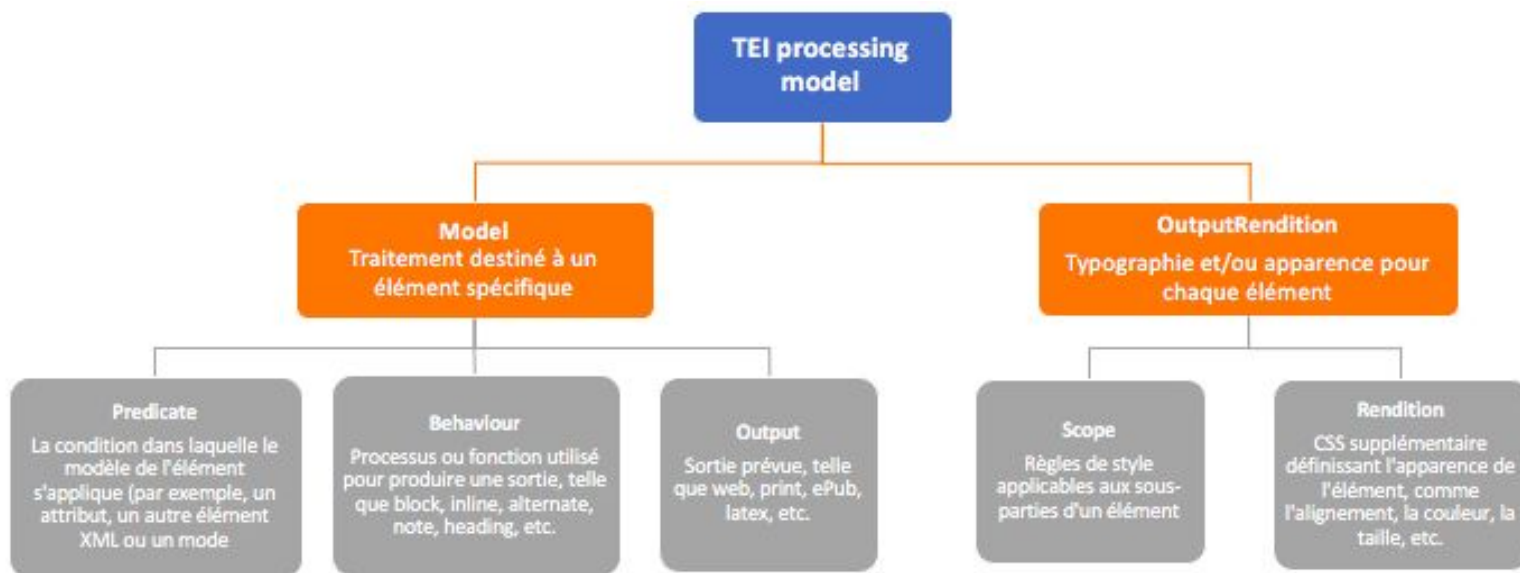 TEI processing
model
Model
Traitement destiné à un
élément spécifique
OutputRendition
Typographie et/ou apparence pour
chaque élément
Predicate
La condition dans laquelle le
modèle de l'élément
s'applique (par exemple, un
attribut, un autre élément
XML ou un mode
Behaviour
Processus ou fonction utilisé
pour produire une sortie, telle
que block, inline, alternate,
note, heading, etc.
Output
Sortie prévue, telle
que web, print, ePub,
latex, etc.
Scope
Règles de style
applicables aux sous-
parties d'un élément
Rendition
CSS supplémentaire
définissant l'apparence de
l'élément, comme
l'alignement, la couleur, la
taille, etc.